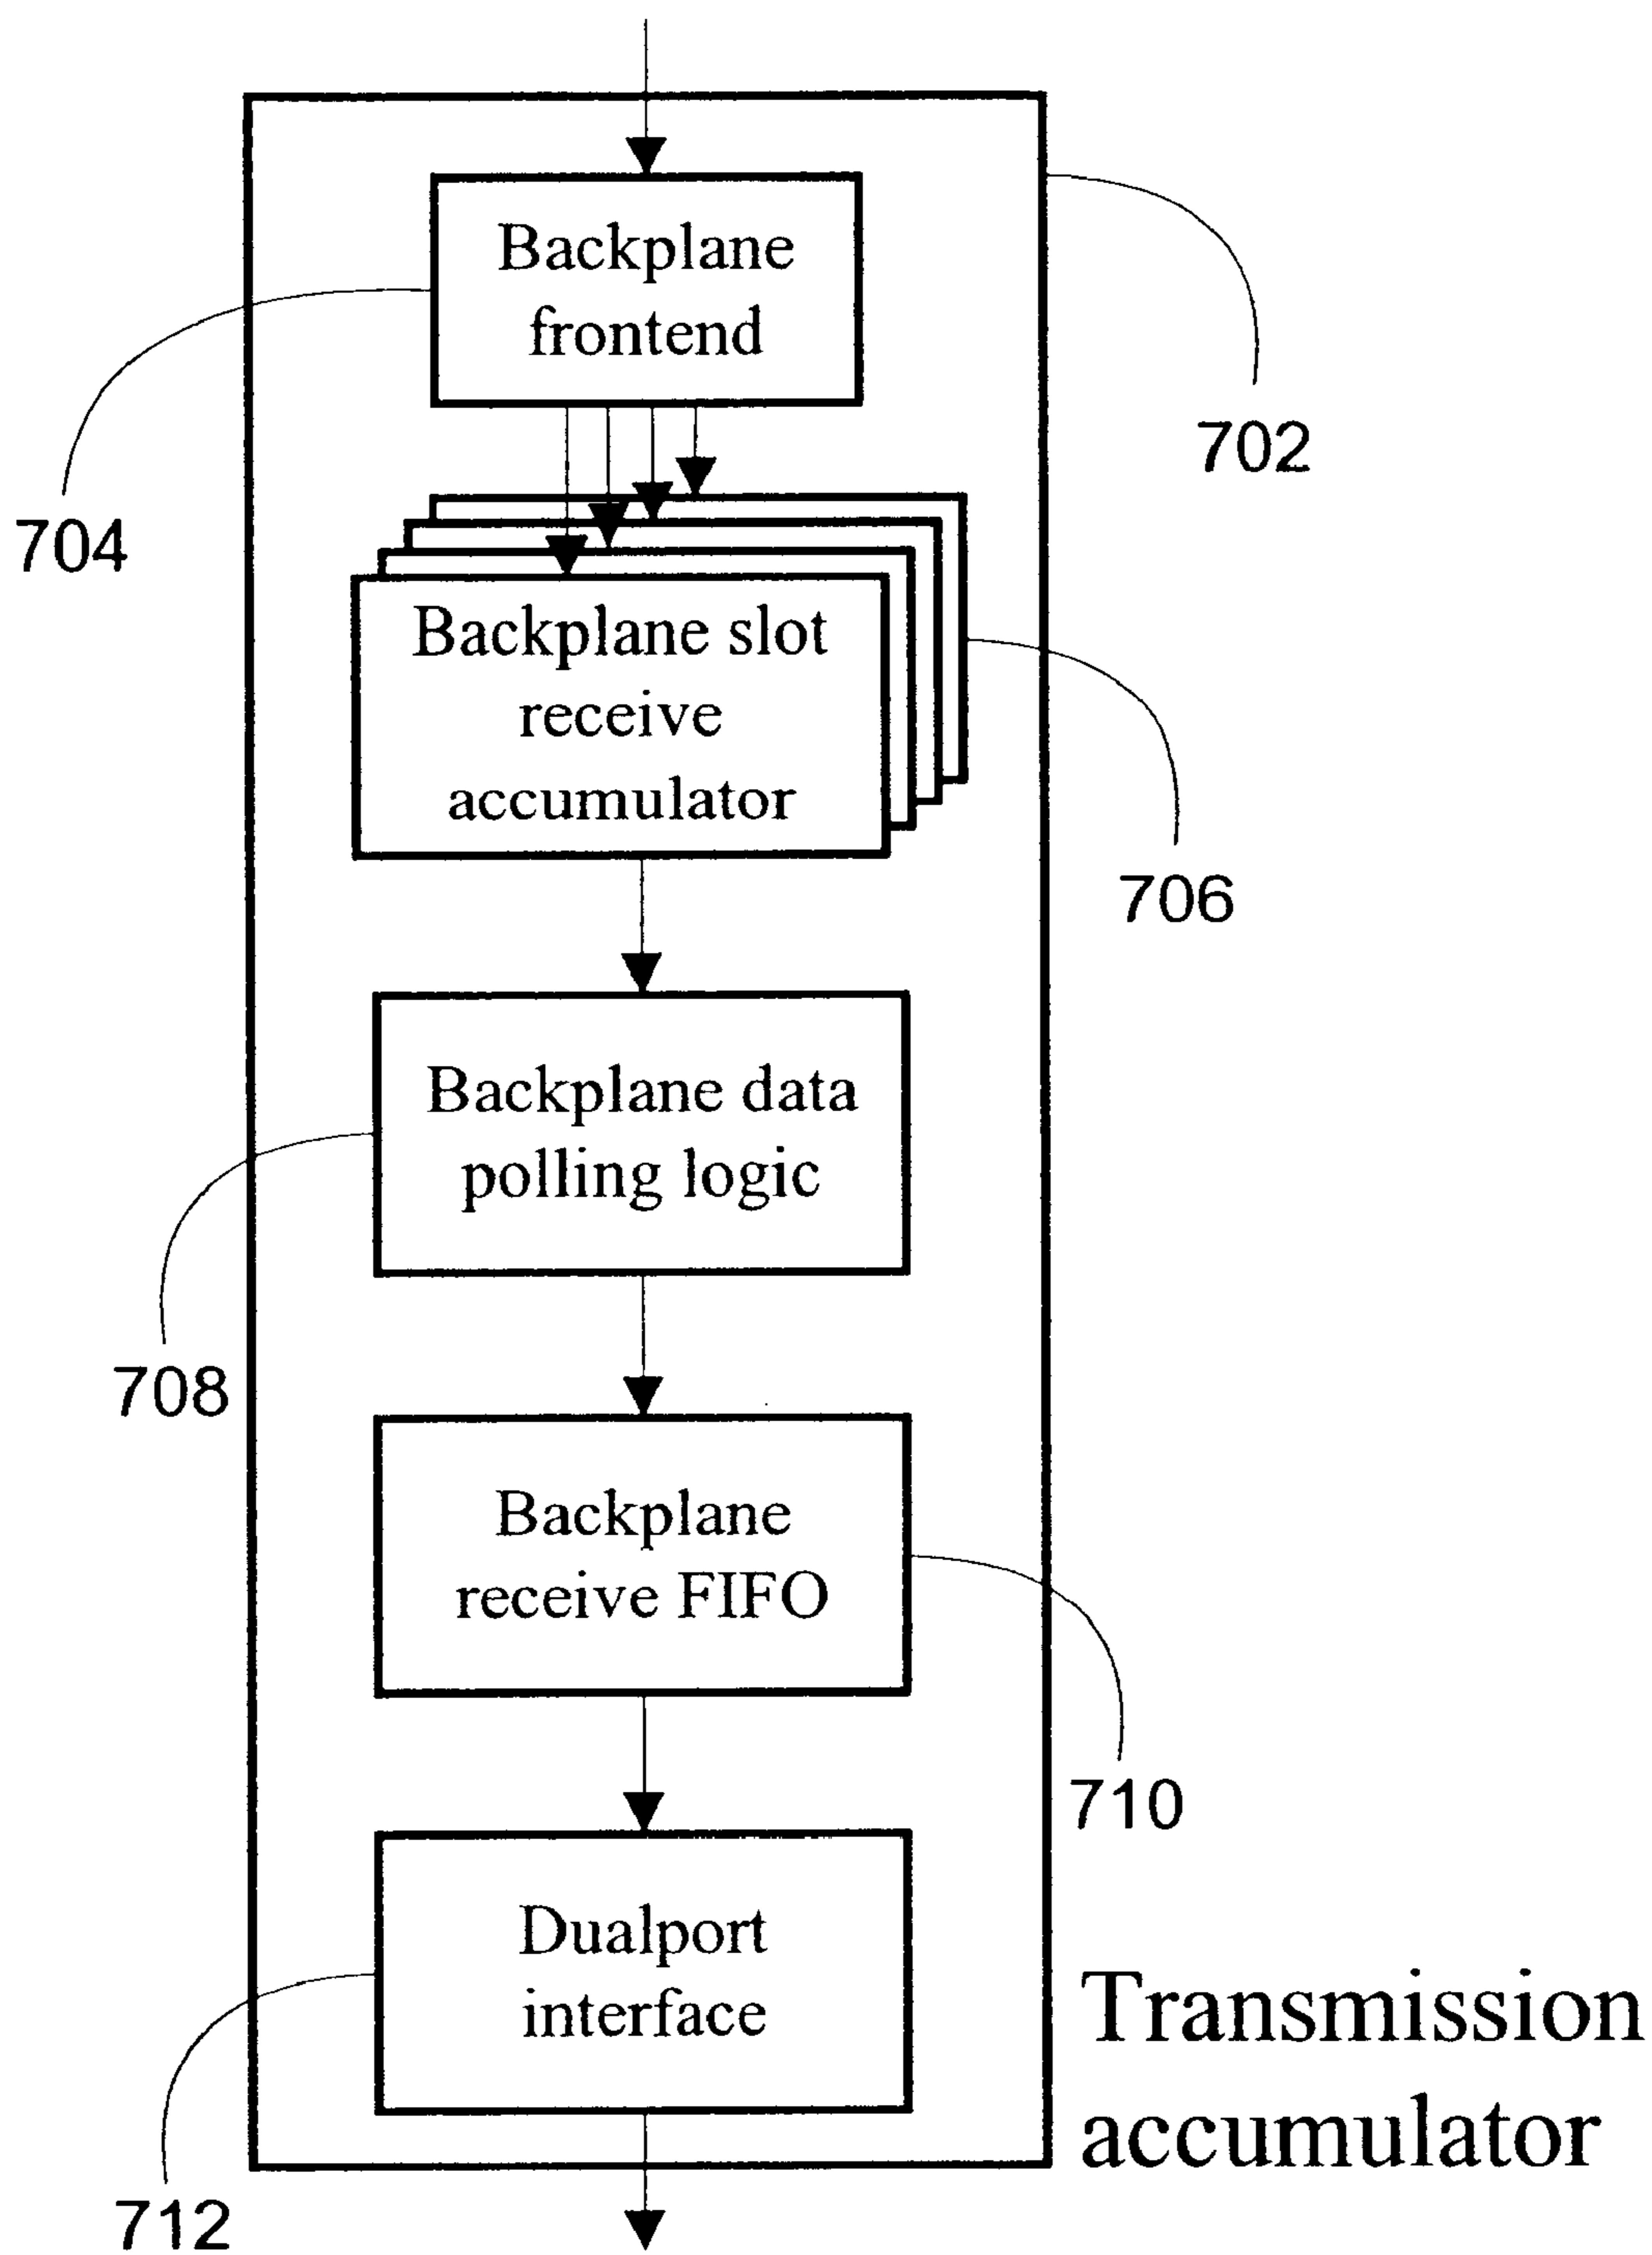 Backplane
frontend
702
704
Backplane slot
receive
accumulator
706
Backplane data
polling logic
708
Backplane
receive FIFO
710
Dualport
interface
Transmission
accumulator
712